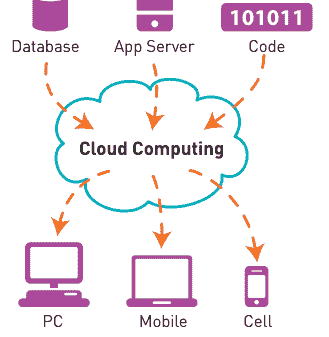 101011
Database
App Server
Code
Cloud Computing
PC
Mobile
Cell